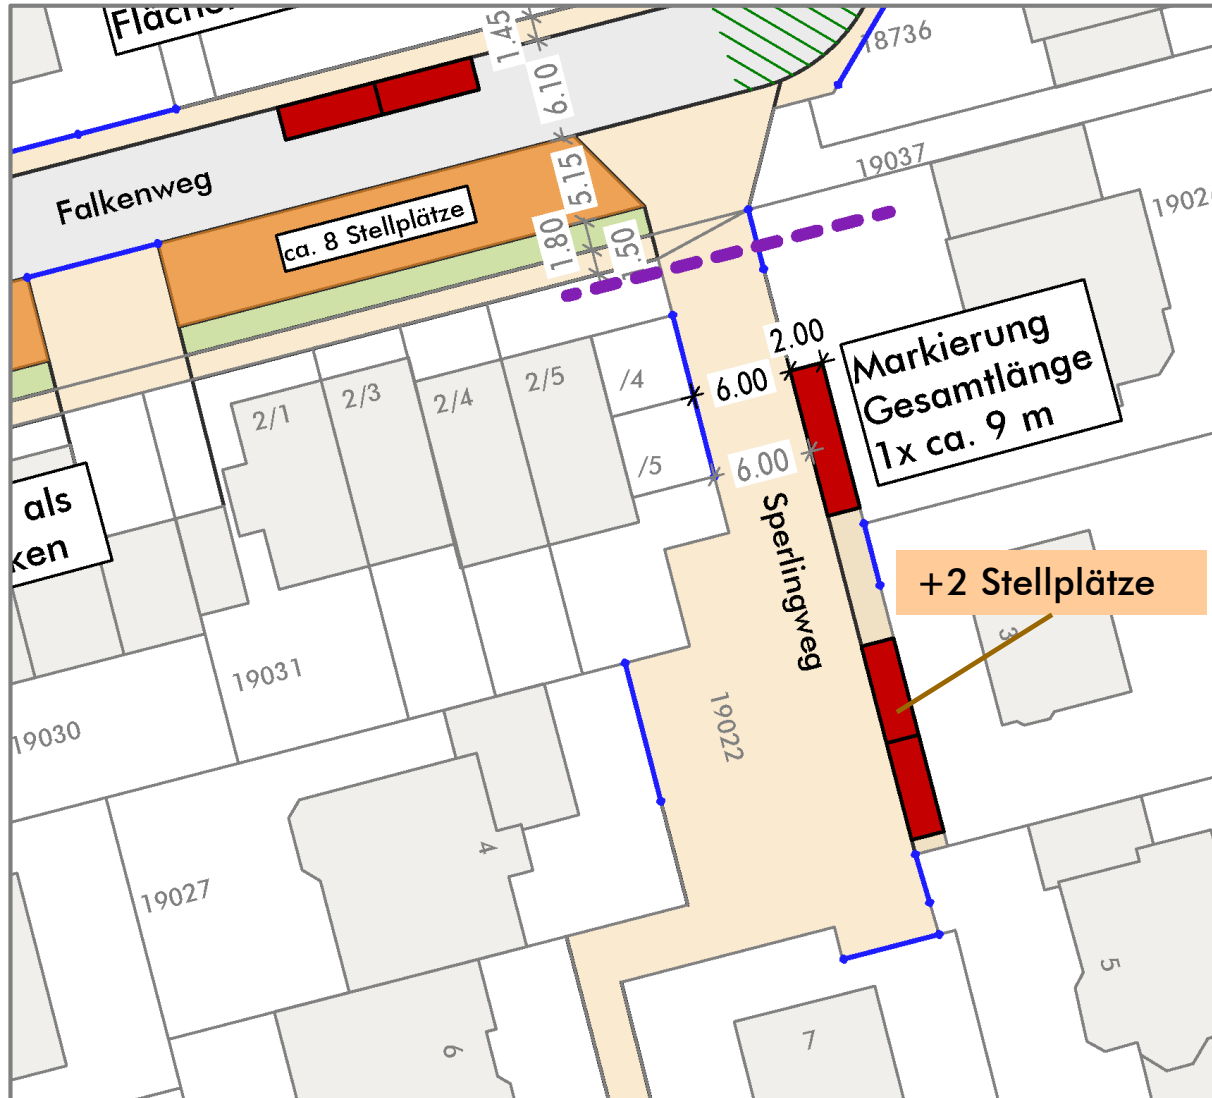 Fläche
1.45
6.10
18736
Falkenweg
ca. 8 Stellplätze
5.15
1.80
1.50
19037
2.00
6.00
6.00
Markierung
Gesamtlänge
1x ca. 9 m
2/1
2/3
2/4
2/5
/4
/5
als
ken
Sperlingweg
+2 Stellplätze
3
19031
19030
19022
19027
4
6
7
5